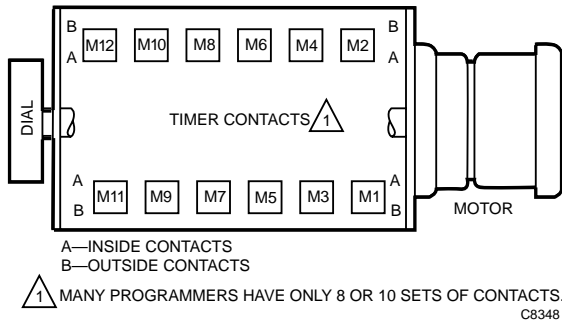 B B
M12 M10 M8 M6 M4 M2
A A
DIAL
TIMER CONTACTS 1
A A
M11 M9 M7 M5 M3 M1
B B
MOTOR
A—INSIDE CONTACTS
B—OUTSIDE CONTACTS
1 MANY PROGRAMMERS HAVE ONLY 8 OR 10 SETS OF CONTACTS.
C8348